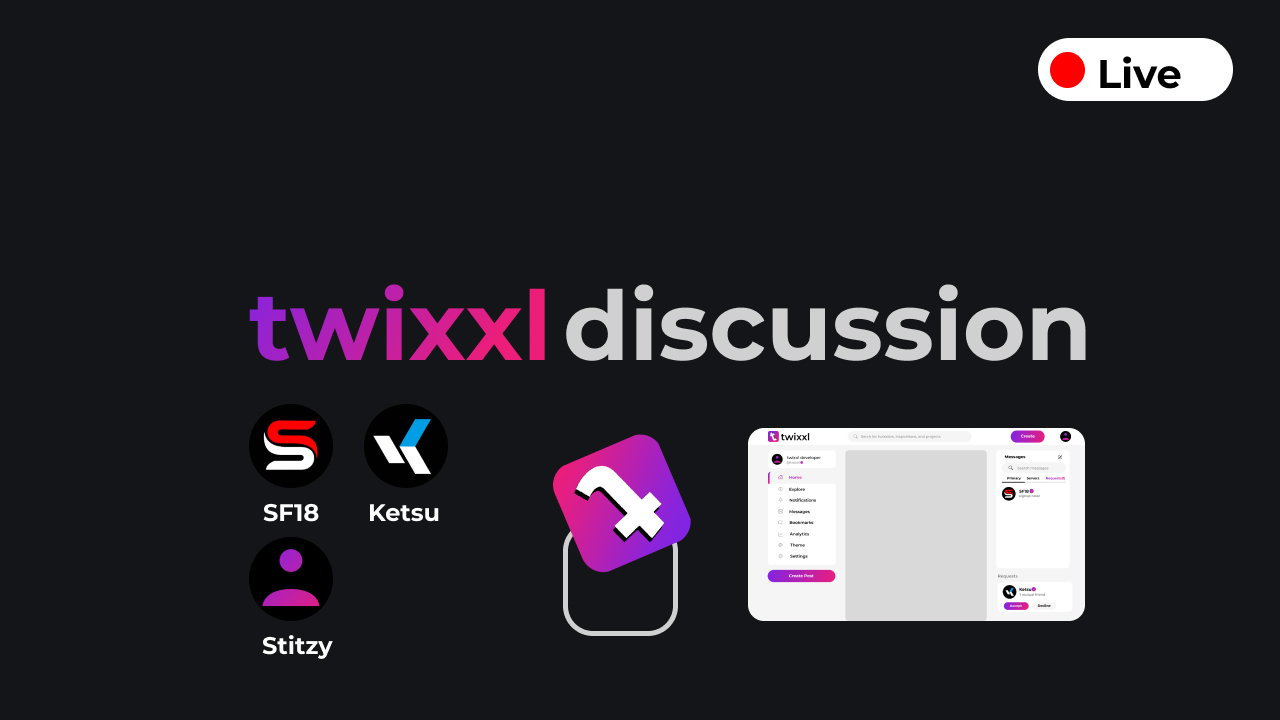 Live
twixxl discussion
SF18
Ketsu
Stitzy
twixxl
Create
twixxl developer
Home
Explore
Notifications
Messages
Bookmarks
Analytics
Theme
Settings
Create Post
Messages
Search Messages
Primary
Servers
SF18
Requests
Ketsu
Accept
Decline